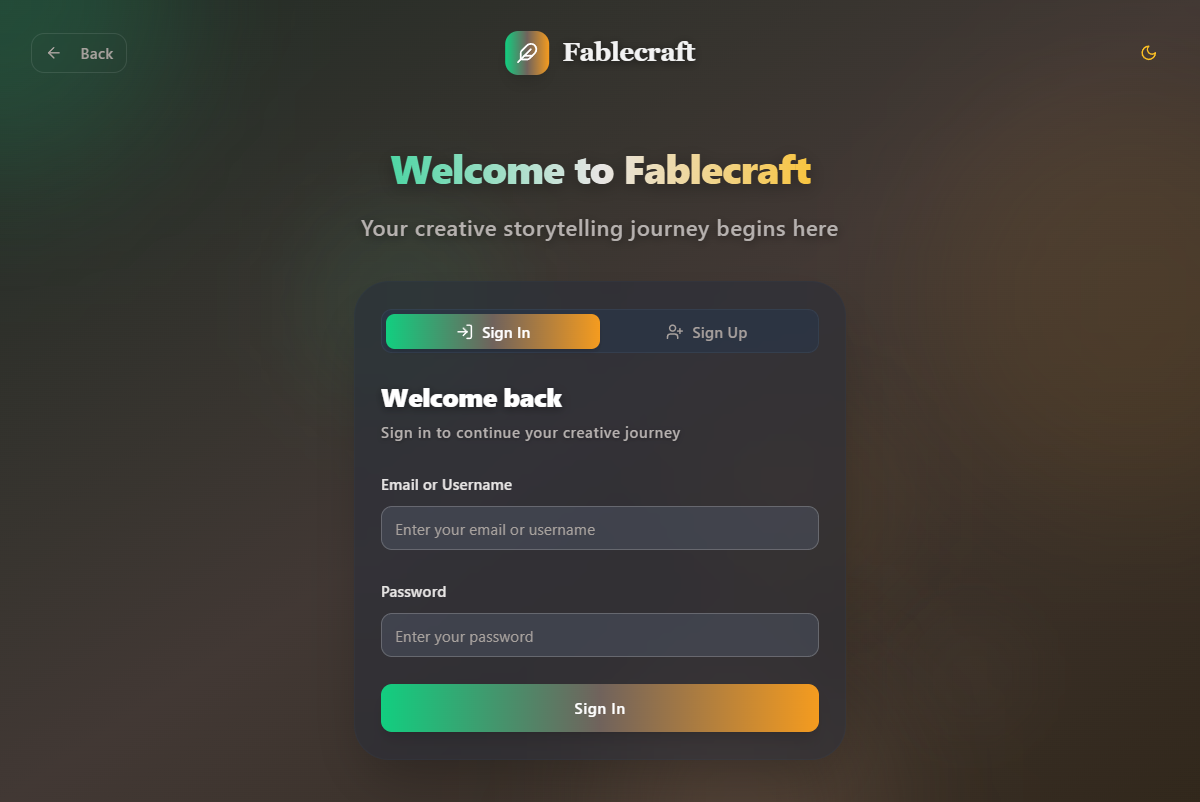 Back
Fablecraft
Welcome to Fablecraft
Your creative storytelling journey begins here
Sign In
Sign Up
Welcome back
Sign in to continue your creative journey
Email or Username
Enter your email or username
Password
Enter your password
Sign In